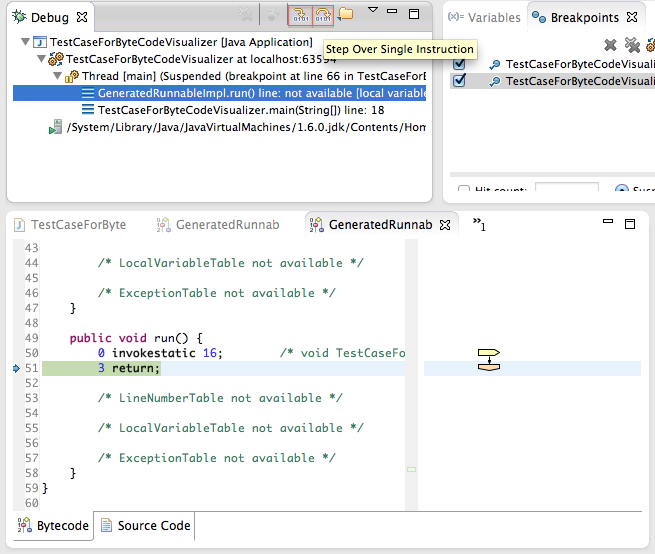 Debug
TestCaseForByteCodeVisualizer [Java Application]
Step Over Single Instruction
TestCaseForByteCodeVisualizer at localhost:63594
Thread [main] (Suspended (breakpoint at line 66 in TestCaseForB
GeneratedRunnableImpl.run() line: not available [local variable
TestCaseForByteCodeVisualizer.main(String[]) line: 18
/System/Library/Java/JavaVirtualMachines/1.6.0.jdk/Contents/Hom
(x)= Variables
Breakpoints
TestCaseForByteCodeVisuali
TestCaseForByteCodeVisuali
Hit count:
TestCaseForByte
GeneratedRunnab
GeneratedRunnab
»1
43
44 /* LocalVariableTable not available */
45
46 /* ExceptionTable not available */
47 }
48
49 public void run() {
50 0 invokestatic 16; /* void TestCaseFo
51 3 return;
52
53 /* LineNumberTable not available */
54
55 /* LocalVariableTable not available */
56
57 /* ExceptionTable not available */
58 }
59 }
60
Bytecode
Source Code